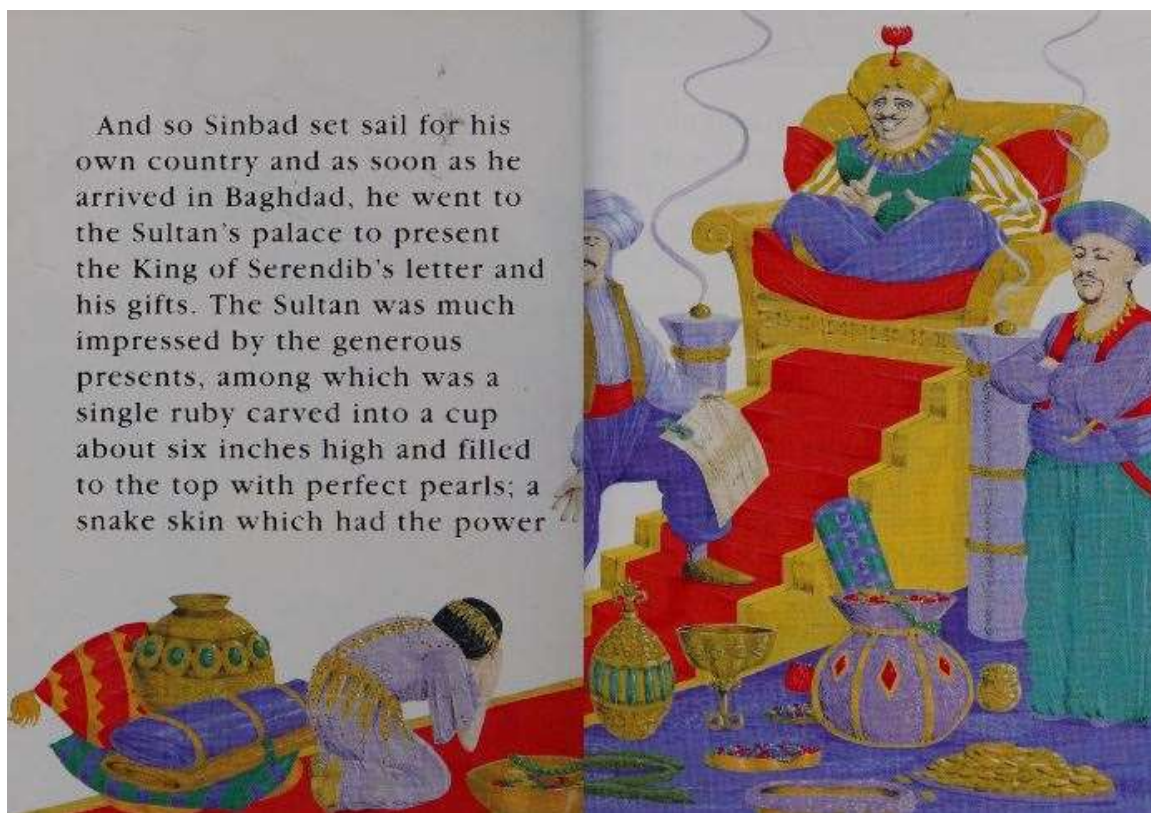 And so Sinbad set sail for his
own country and as soon as he
arrived in Baghdad, he went to
the Sultan's palace to present
the King of Serendib's letter and
his gifts. The Sultan was much
impressed by the generous
presents, among which was a
single ruby carved into a cup
about six inches high and filled
to the top with perfect pearls; a
snake skin which had the power